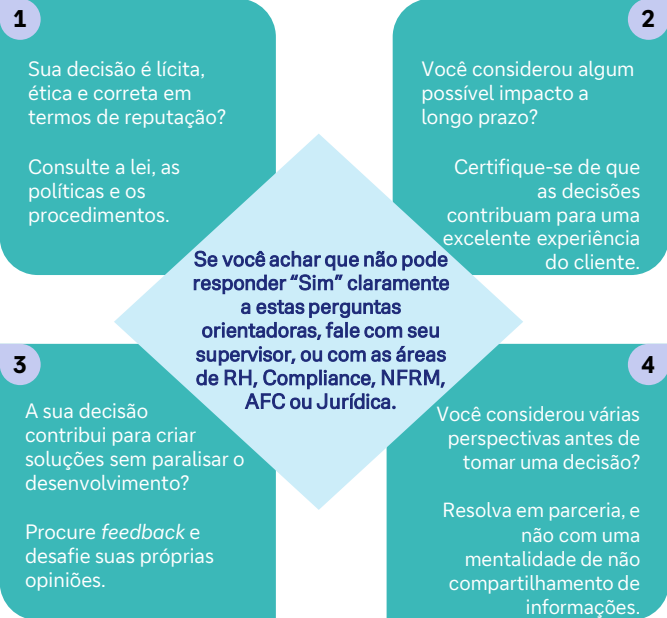 1
Sua decisão é lícita,
ética e correta em
termos de reputação?
Consulte a lei, as
políticas e os
procedimentos.
2
Você considerou algum
possível impacto a
longo prazo?
Certifique-se de que
as decisões
contribuam para uma
excelente experiência
do cliente.
Se você achar que não pode
responder “Sim” claramente
a estas perguntas
orientadoras, fale com seu
supervisor, ou com as áreas
de RH, Compliance, NFRM,
AFC ou Jurídica.
3
A sua decisão
contribui para criar
soluções sem paralisar o
desenvolvimento?
Procure feedback e
desafie suas próprias
opiniões.
4
Você considerou várias
perspectivas antes de
tomar uma decisão?
Resolva em parceria, e
não com uma
mentalidade de não
compartilhamento de
informações.